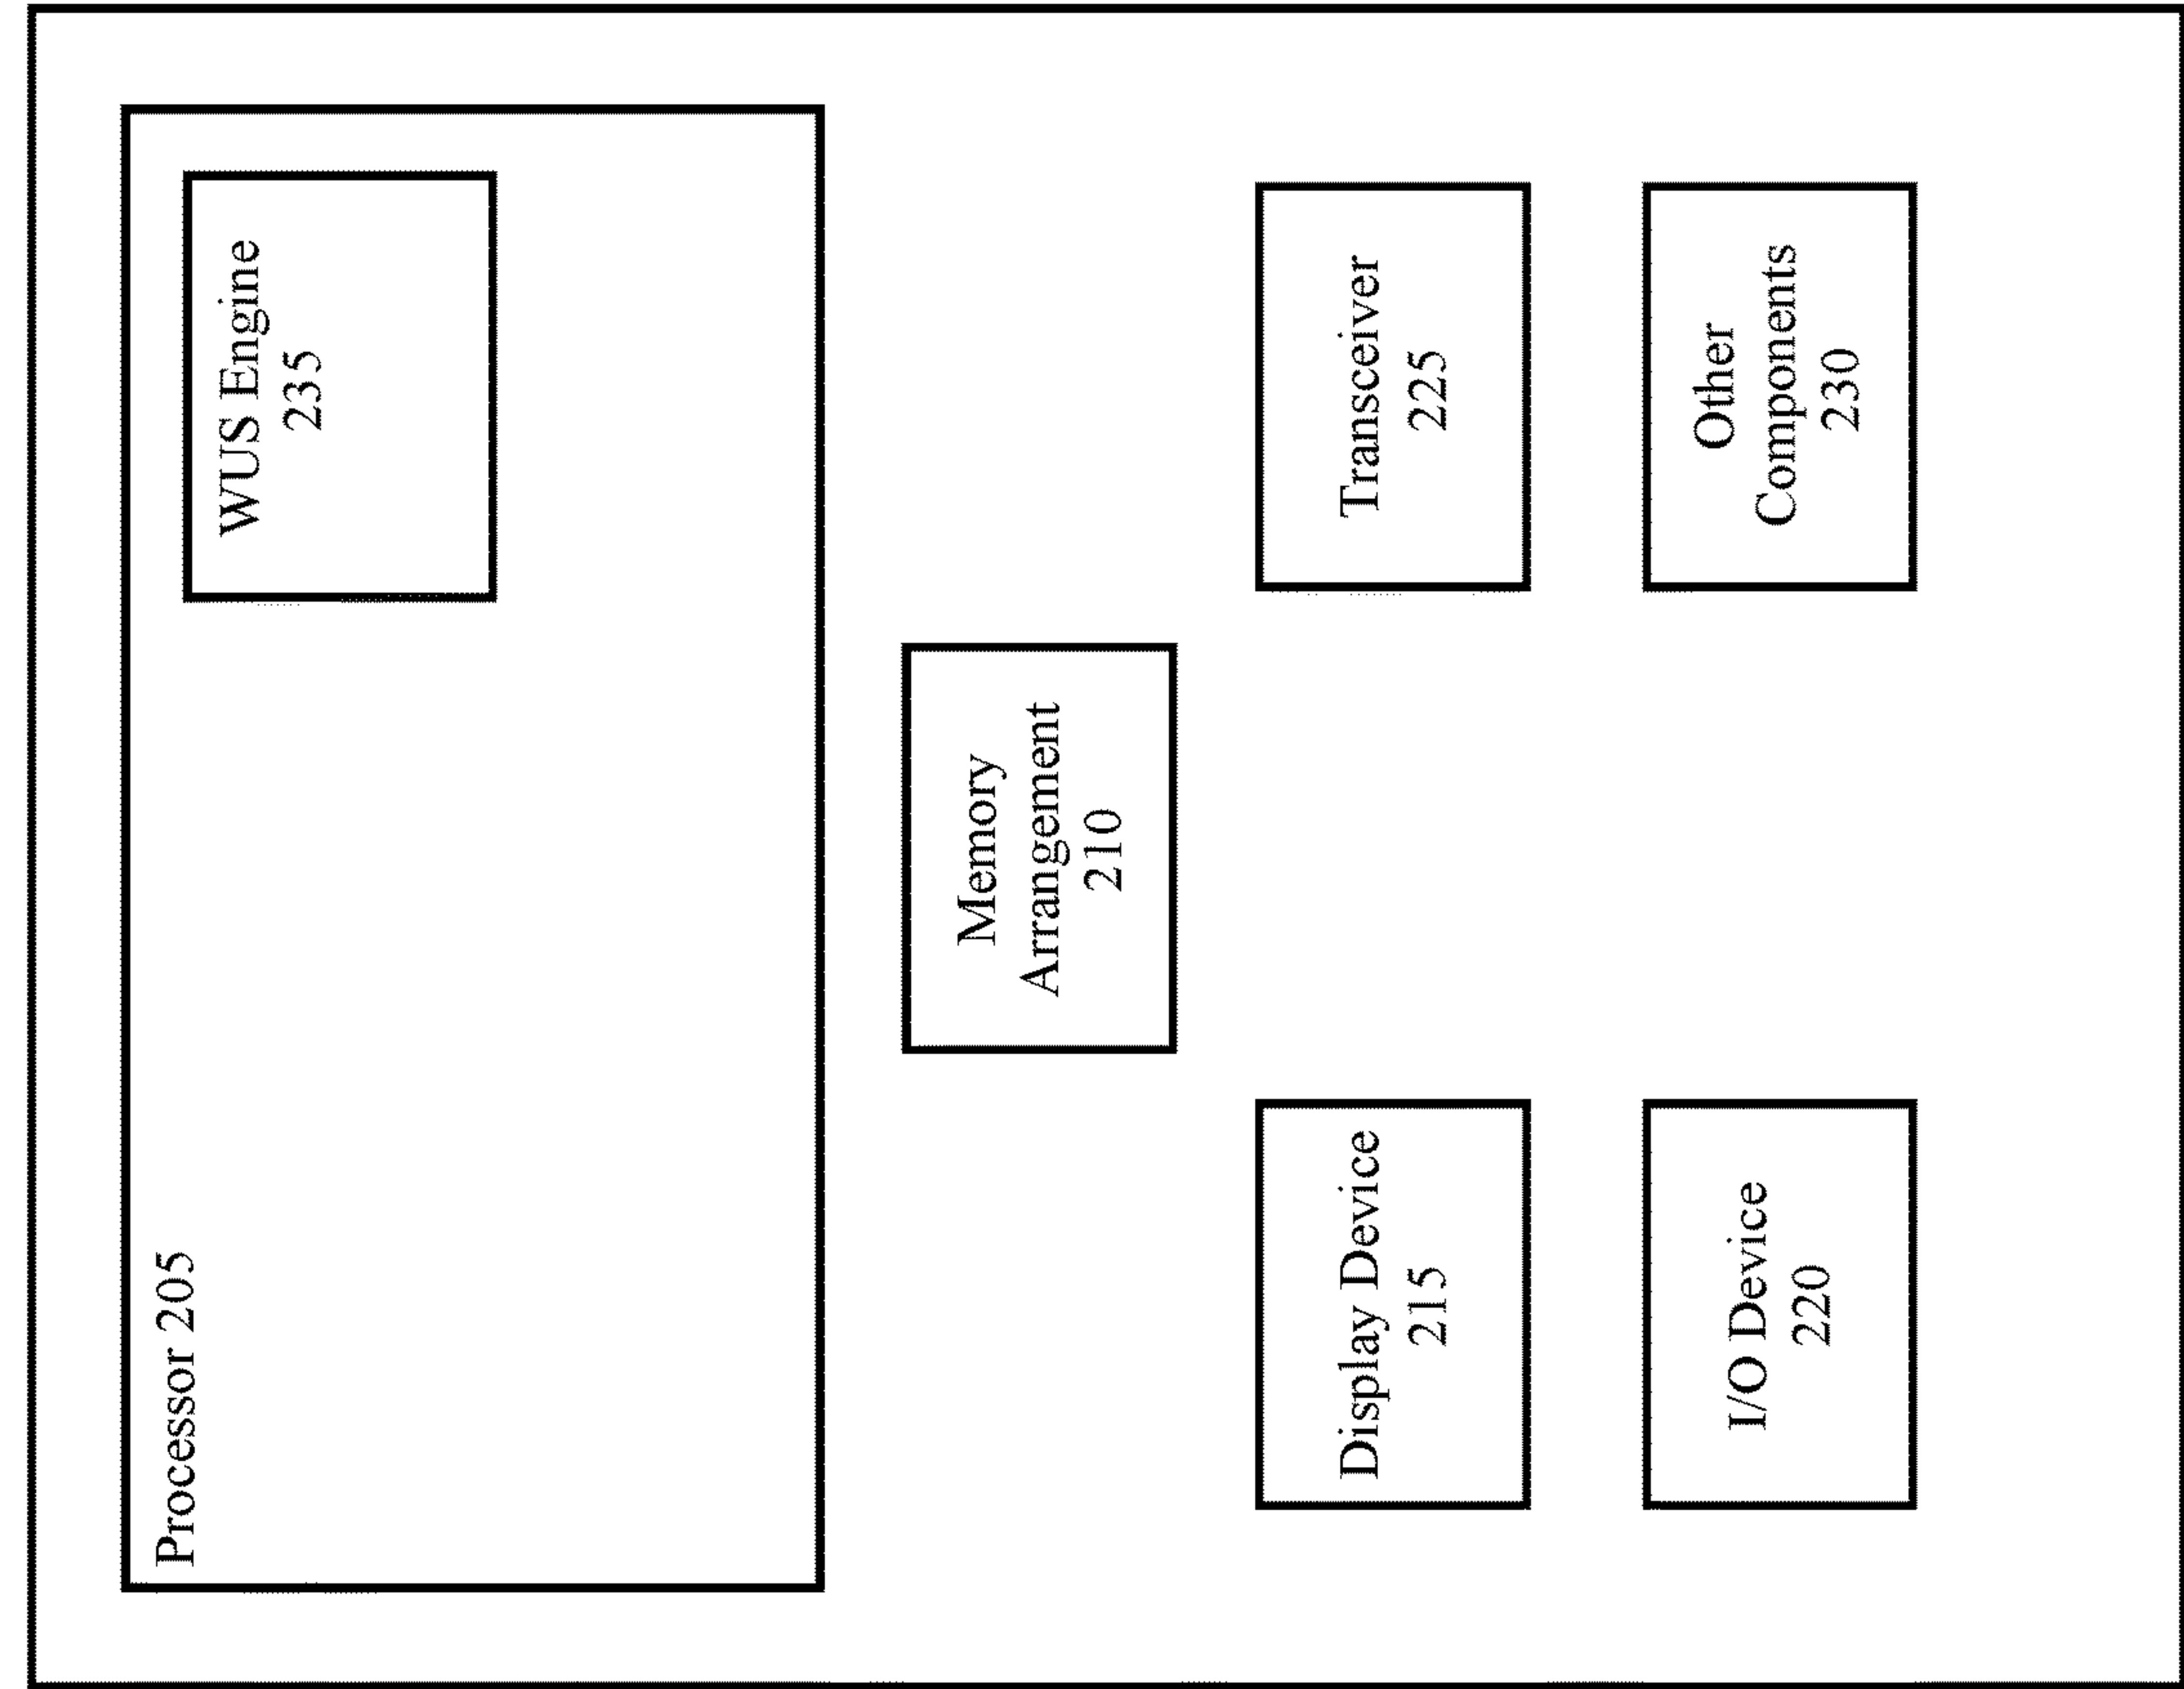 Processor 205
WUS Engine
235
Memory
Arrangement
210
Display Device
215
Transceiver
225
I/O Device
220
Other
Components
230